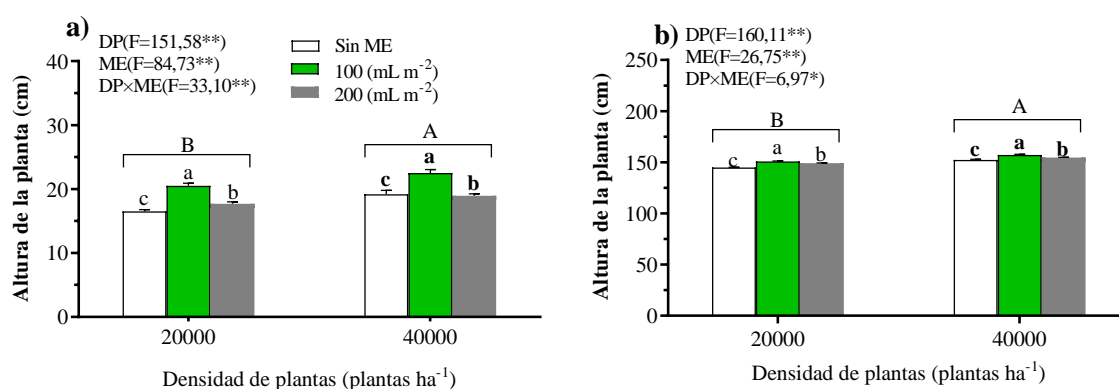 a)
DP(F=151,58**)
ME(F=84,73**)
DP×ME(F=33,10**)
Sin ME
100 (mL m-2)
200 (mL m-2)
Altura de la planta (cm)
40
30
20
10
0
B
c
a
b
A
c
a
b
20000
40000
Densidad de plantas (plantas ha-1)
b)
DP(F=160,11**)
ME(F=26,75**)
DP×ME(F=6,97*)
Altura de la planta (cm)
250
200
150
100
50
0
B
c
a
b
A
c
a
b
20000
40000
Densidad de plantas (plantas ha-1)